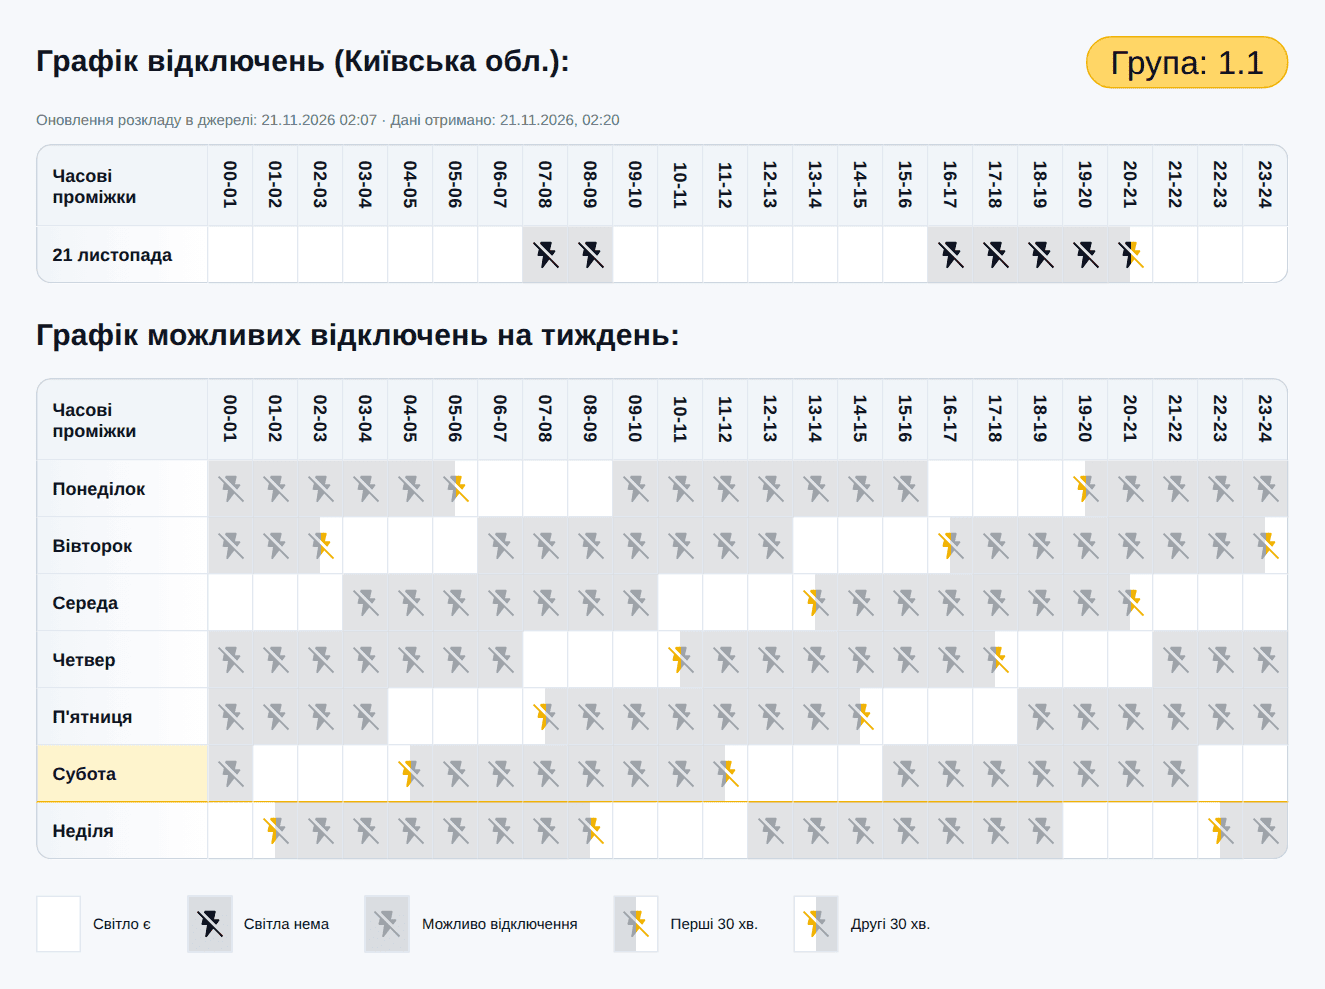 Графік відключень (Київська обл.):
Група: 1.1
Оновлення розкладу в джерелі: 21.11.2026 02:07 · Дані отримано: 21.11.2026, 02:20
Часові проміжки 00-01 01-02 02-03 03-04 04-05 05-06 06-07 07-08 08-09 09-10 10-11 11-12 12-13 13-14 14-15 15-16 16-17 17-18 18-19 19-20 20-21 21-22 22-23 23-24
21 листопада
Графік можливих відключень на тиждень:
Часові проміжки 00-01 01-02 02-03 03-04 04-05 05-06 06-07 07-08 08-09 09-10 10-11 11-12 12-13 13-14 14-15 15-16 16-17 17-18 18-19 19-20 20-21 21-22 22-23 23-24
Понеділок
Вівторок
Середа
Четвер
П'ятниця
Субота
Неділя
Світло є Світла нема Можливо відключення Перші 30 хв. Другі 30 хв.